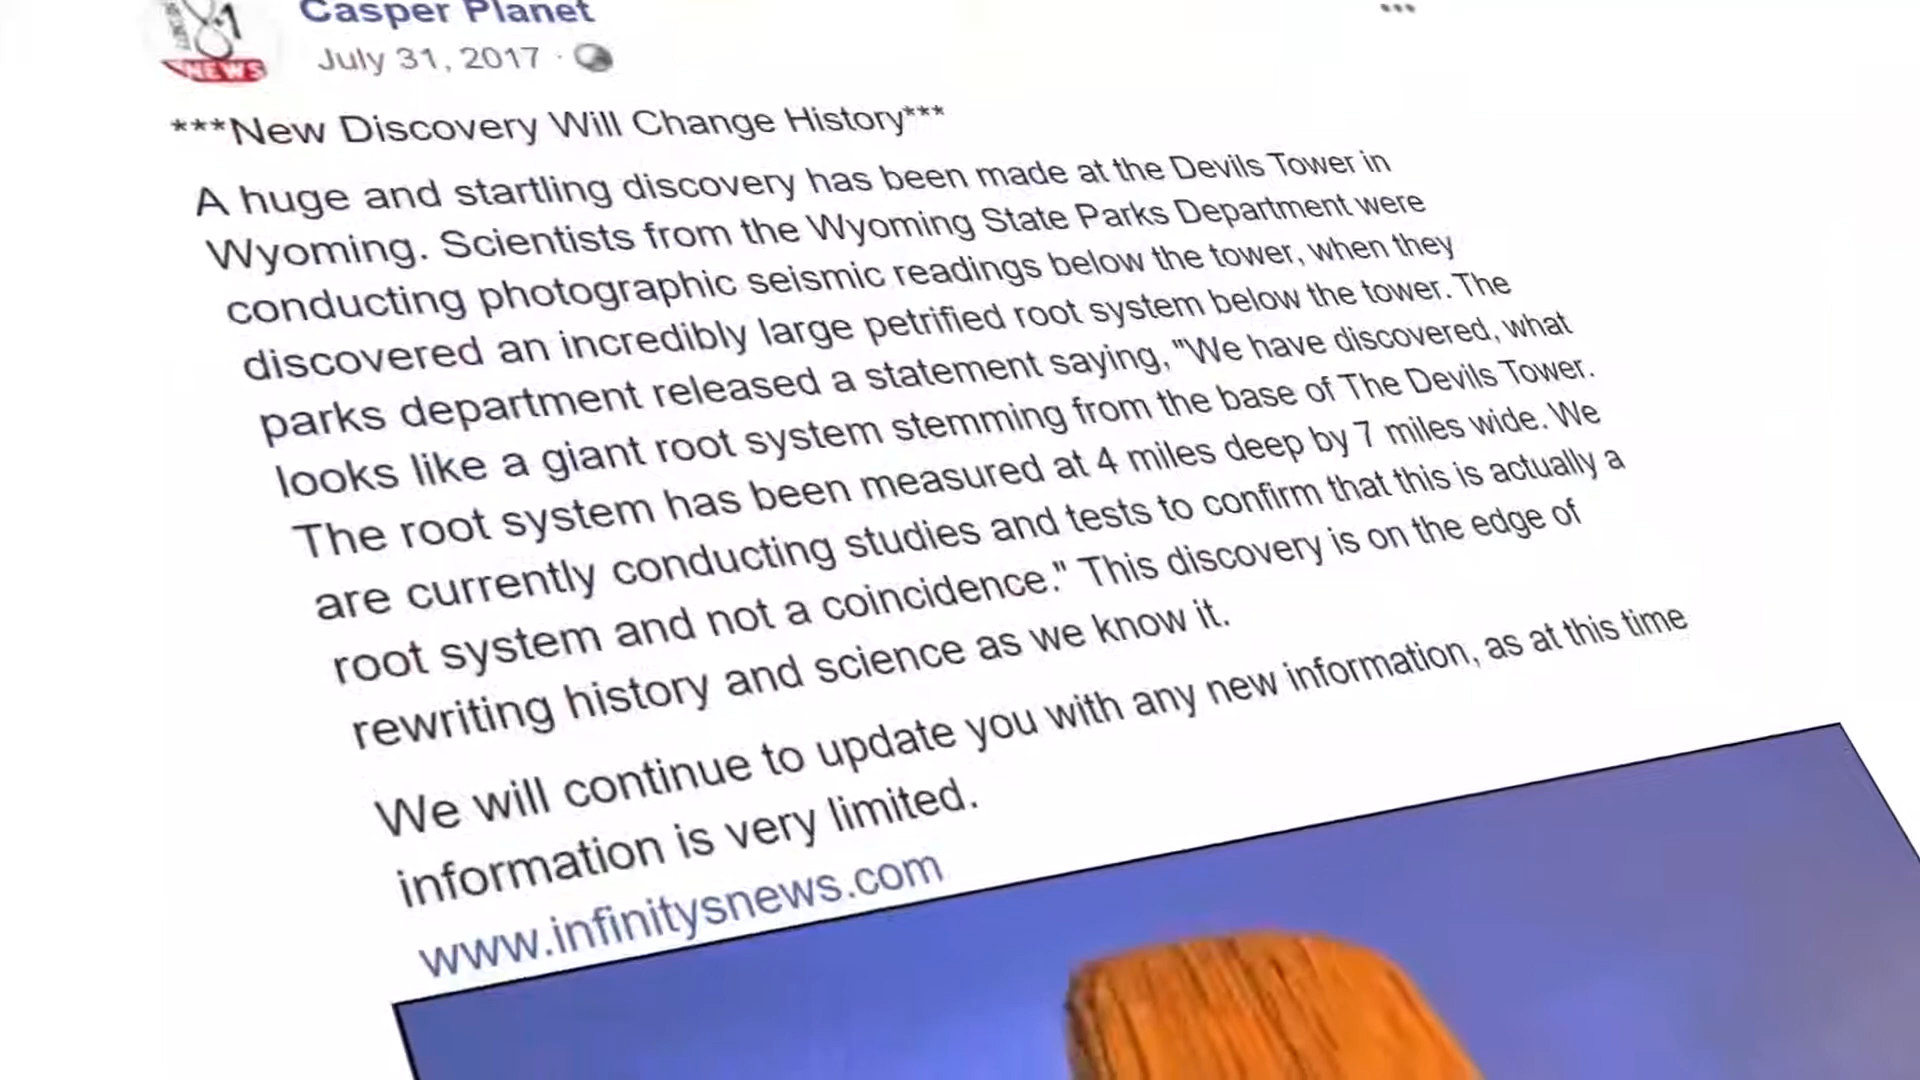 Casper Planet
July 31, 2017 ·
NEWS
***New Discovery Will Change History***
A huge and startling discovery has been made at the Devils Tower in
Wyoming. Scientists from the Wyoming State Parks Department were
conducting photographic seismic readings below the tower, when they
discovered an incredibly large petrified root system below the tower. The
parks department released a statement saying, "We have discovered, what
looks like a giant root system stemming from the base of The Devils Tower.
The root system has been measured at 4 miles deep by 7 miles wide. We
are currently conducting studies and tests to confirm that this is actually a
root system and not a coincidence." This discovery is on the edge of
rewriting history and science as we know it.
We will continue to update you with any new information, as at this time
information is very limited.
www.infinitysnews.com